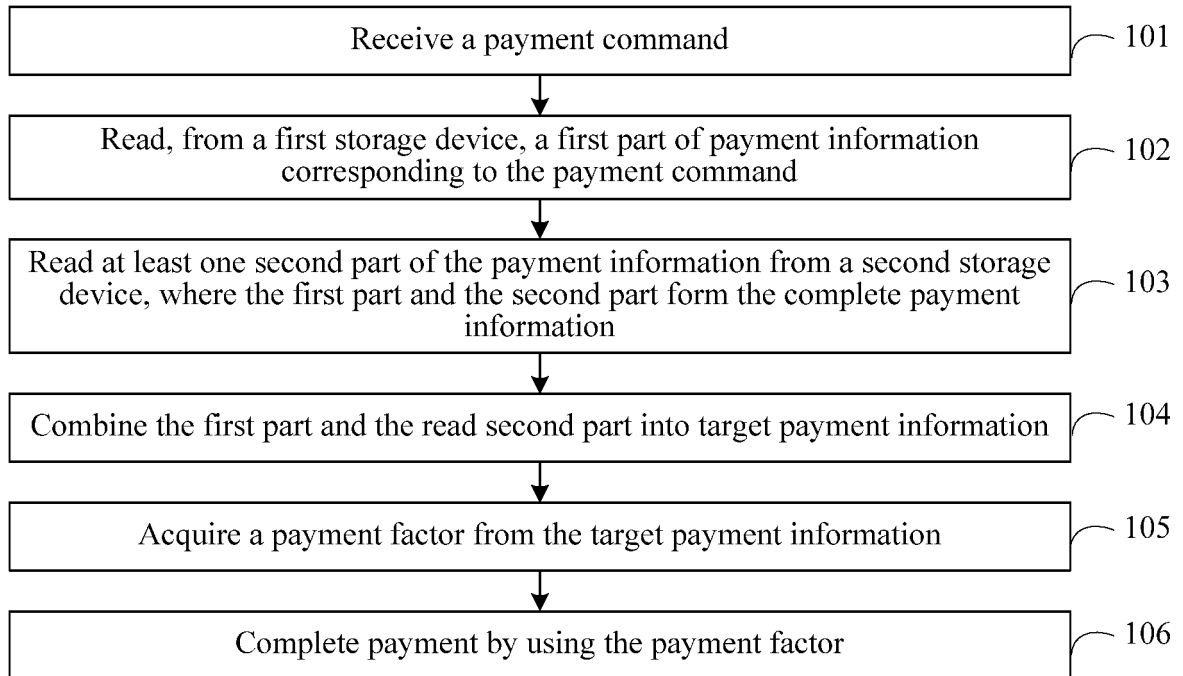 Receive a payment command
101
Read, from a first storage device, a first part of payment information
corresponding to the payment command
102
Read at least one second part of the payment information from a second storage
device, where the first part and the second part form the complete payment
information
103
Combine the first part and the read second part into target payment information
104
Acquire a payment factor from the target payment information
105
Complete payment by using the payment factor
106